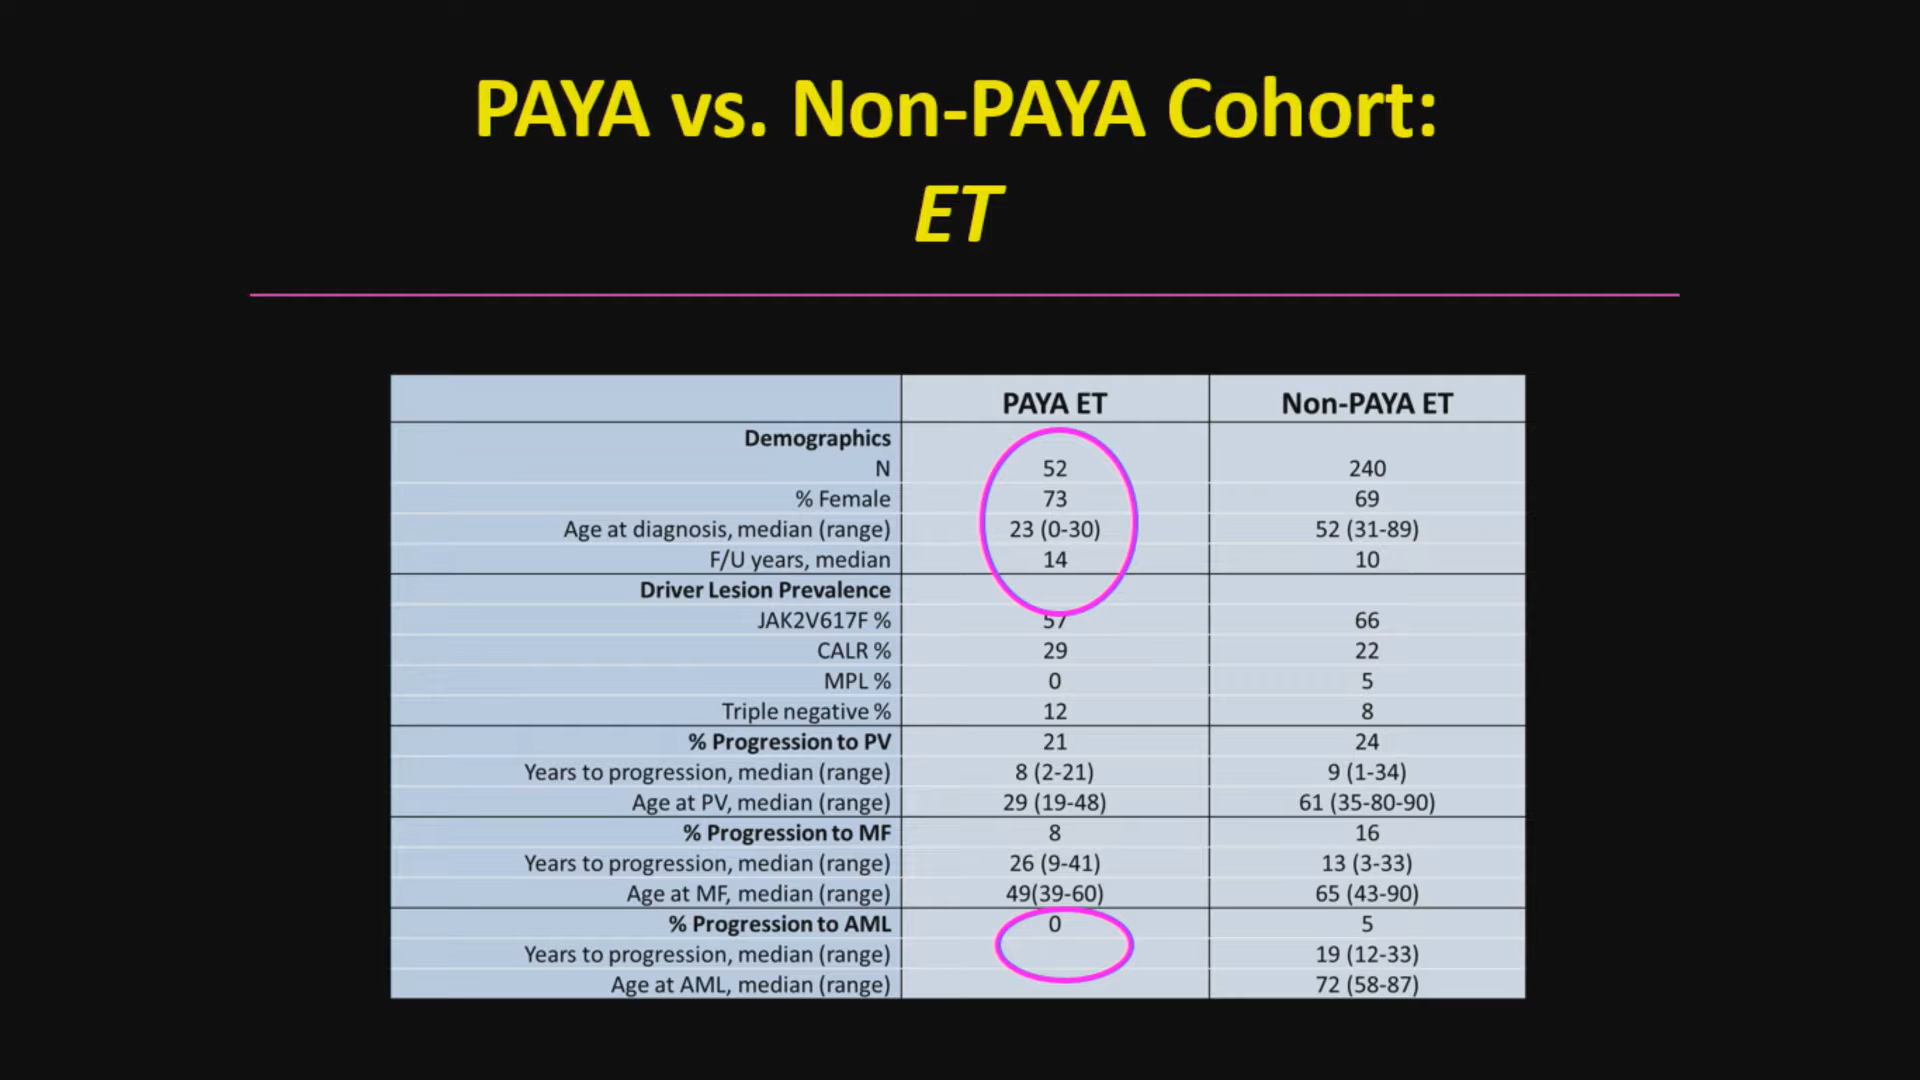 PAYA vs. Non-PAYA Cohort:
ET
PAYA ET Non-PAYA ET
Demographics
N 52 240
% Female 73 69
Age at diagnosis, median (range) 23 (0-30) 52 (31-89)
F/U years, median 14 10
Driver Lesion Prevalence
JAK2V617F % 57 66
CALR % 29 22
MPL % 0 5
Triple negative % 12 8
% Progression to PV 21 24
Years to progression, median (range) 8 (2-21) 9 (1-34)
Age at PV, median (range) 29 (19-48) 61 (35-80-90)
% Progression to MF 8 16
Years to progression, median (range) 26 (9-41) 13 (3-33)
Age at MF, median (range) 49(39-60) 65 (43-90)
% Progression to AML 0 5
Years to progression, median (range) 19 (12-33)
Age at AML, median (range) 72 (58-87)